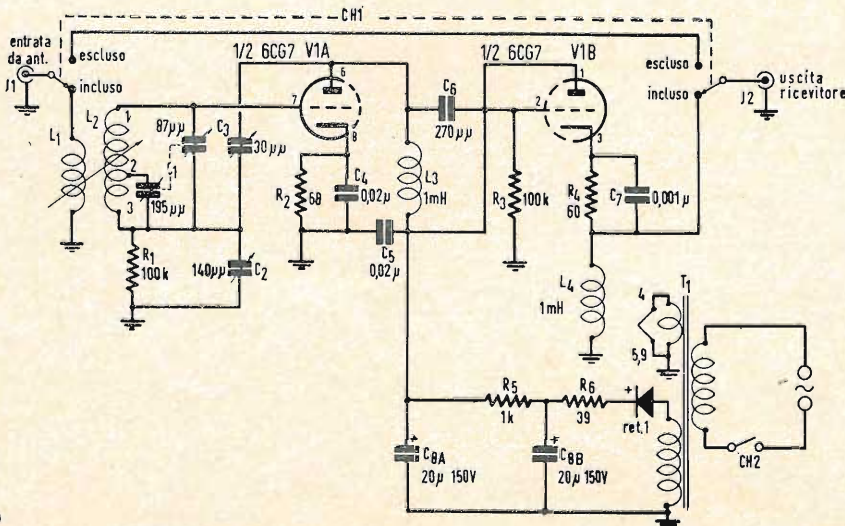 CH1
entrata
da ant.
J1
escluso
incluso
L1
L2
1
2
3
87µµ
C3
195µµ
30µµ
R1
100k
140µµ
C2
1/2 6CG7 V1A
6
7
8
R2
68
C4
0,02µ
C5
0,02µ
L3
1mH
C6
270µµ
1/2 6CG7 V1B
1
2
3
R3
100k
R4
60
C7
0,001µ
L4
1mH
escluso
incluso
J2
uscita
ricevitore
T1
4
5,9
R5
1k
R6
39
+
ret.1
CH2
+
C8A
20µ 150V
+
C8B
20µ 150V